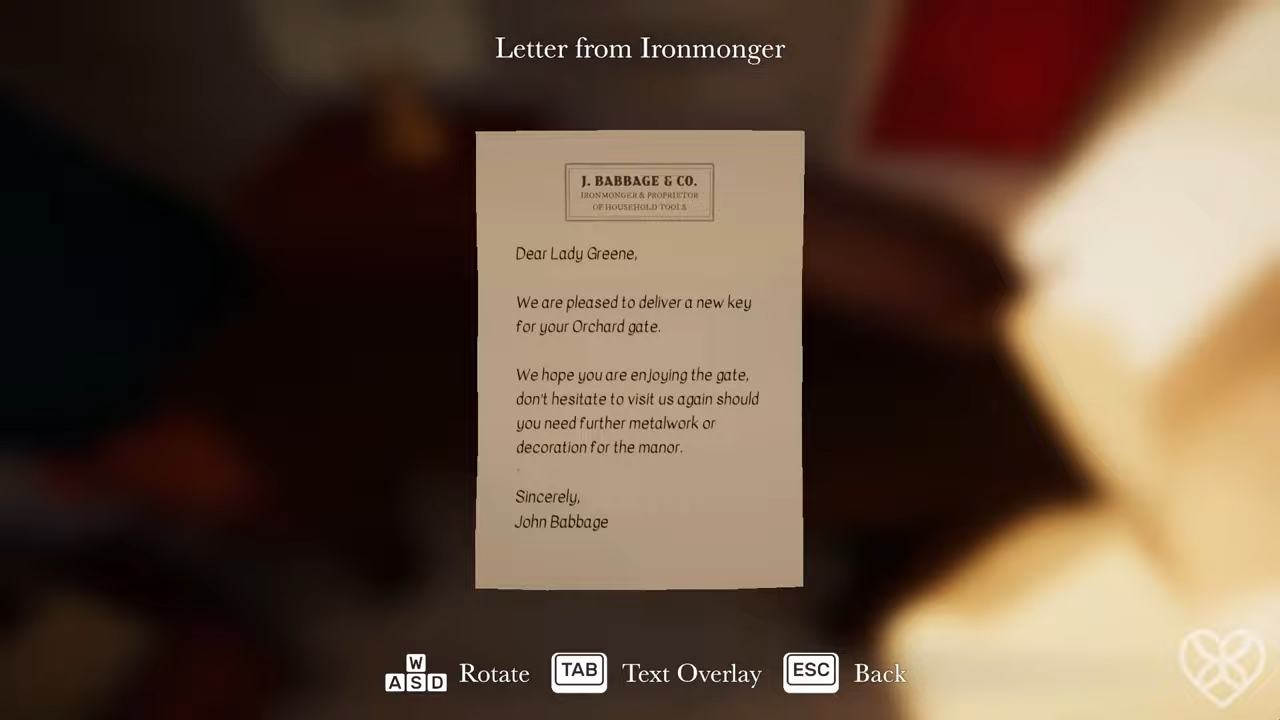 Letter from Ironmonger
J. BABBAGE & CO.
IRONMONGER & PROPRIETOR
OF HOUSEHOLD TOOLS
Dear Lady Greene,
We are pleased to deliver a new key
for your Orchard gate.
We hope you are enjoying the gate,
don't hesitate to visit us again should
you need further metalwork or
decoration for the manor.
Sincerely,
John Babbage
W
A S D Rotate TAB Text Overlay ESC Back